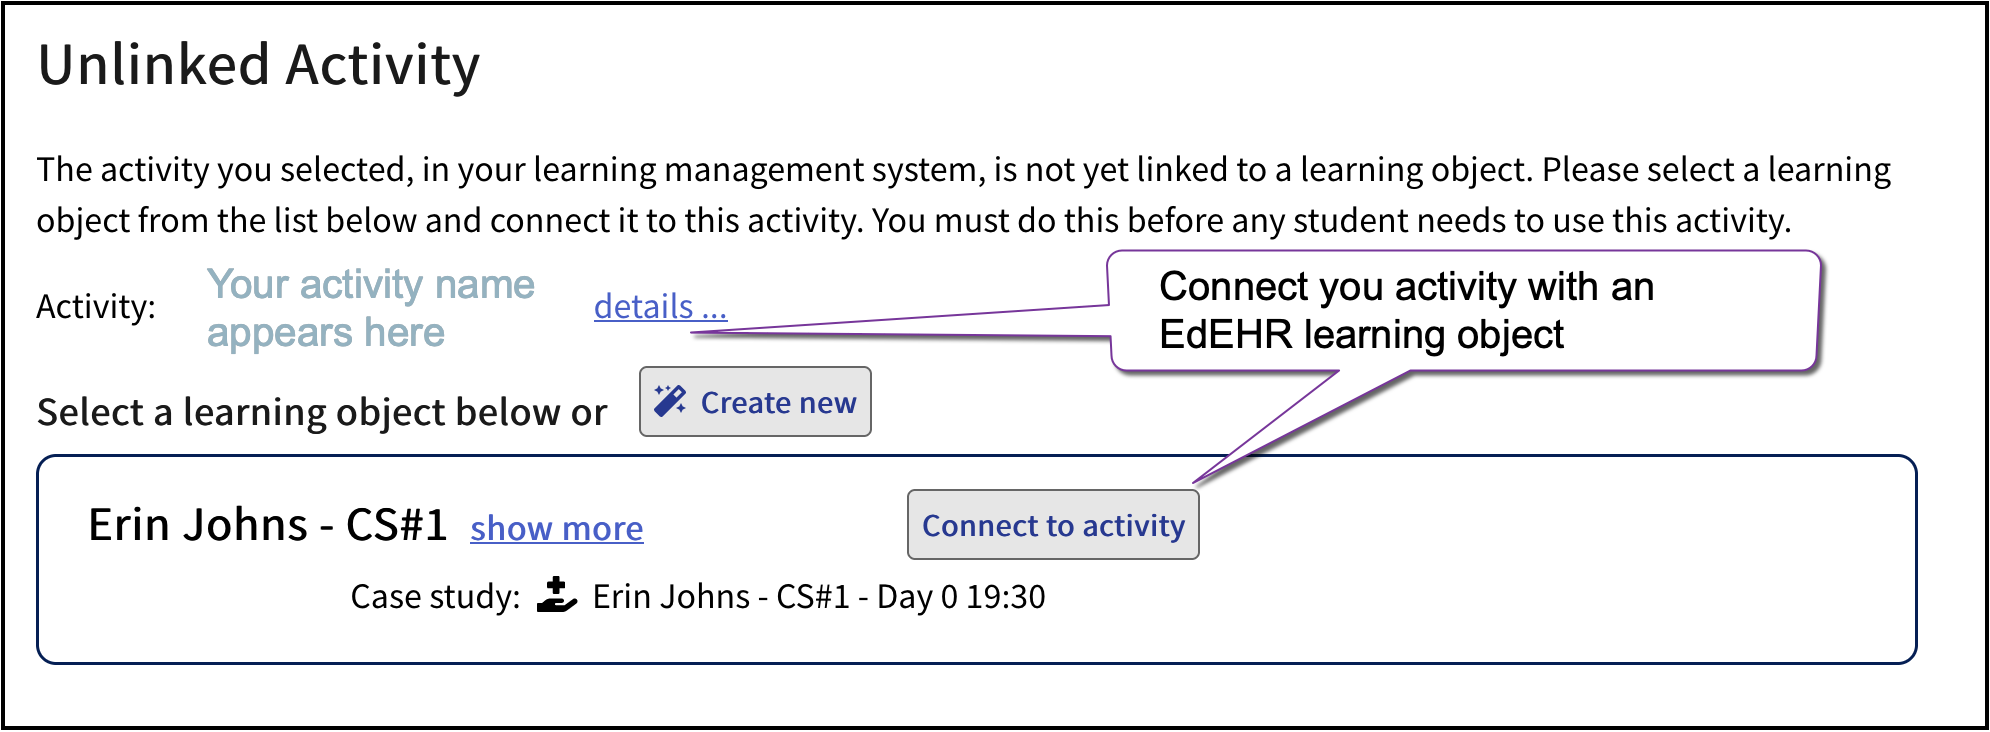 Unlinked Activity
The activity you selected, in your learning management system, is not yet linked to a learning object. Please select a learning
object from the list below and connect it to this activity. You must do this before any student needs to use this activity.
Activity:
Your activity name
appears here
details ...
Connect you activity with an
EdEHR learning object
Select a learning object below or
Create new
Erin Johns - CS#1 show more
Connect to activity
Case study: Erin Johns - CS#1 - Day 0 19:30